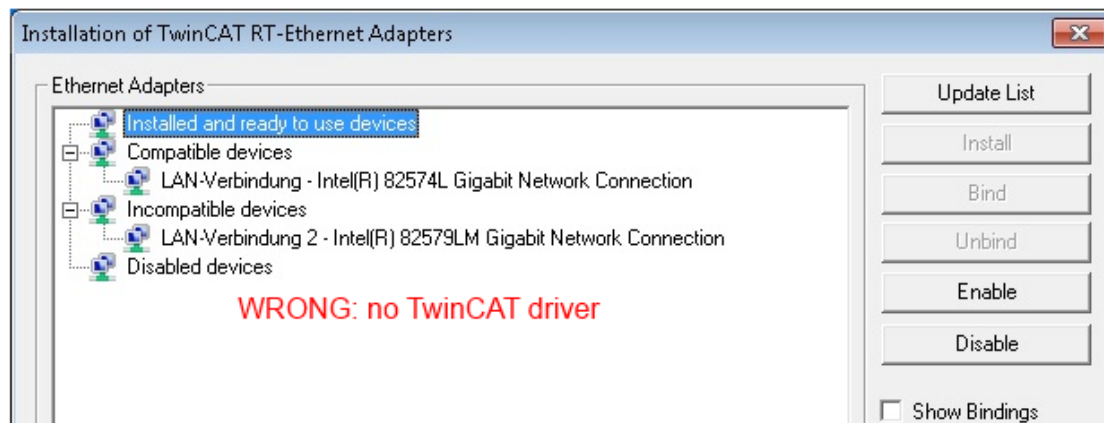 Installation of TwinCAT RT-Ethernet Adapters
Ethernet Adapters
Installed and ready to use devices
Compatible devices
LAN-Verbindung - Intel(R) 82574L Gigabit Network Connection
Incompatible devices
LAN-Verbindung 2 - Intel(R) 82579LM Gigabit Network Connection
Disabled devices
WRONG: no TwinCAT driver
Update List
Install
Bind
Unbind
Enable
Disable
Show Bindings